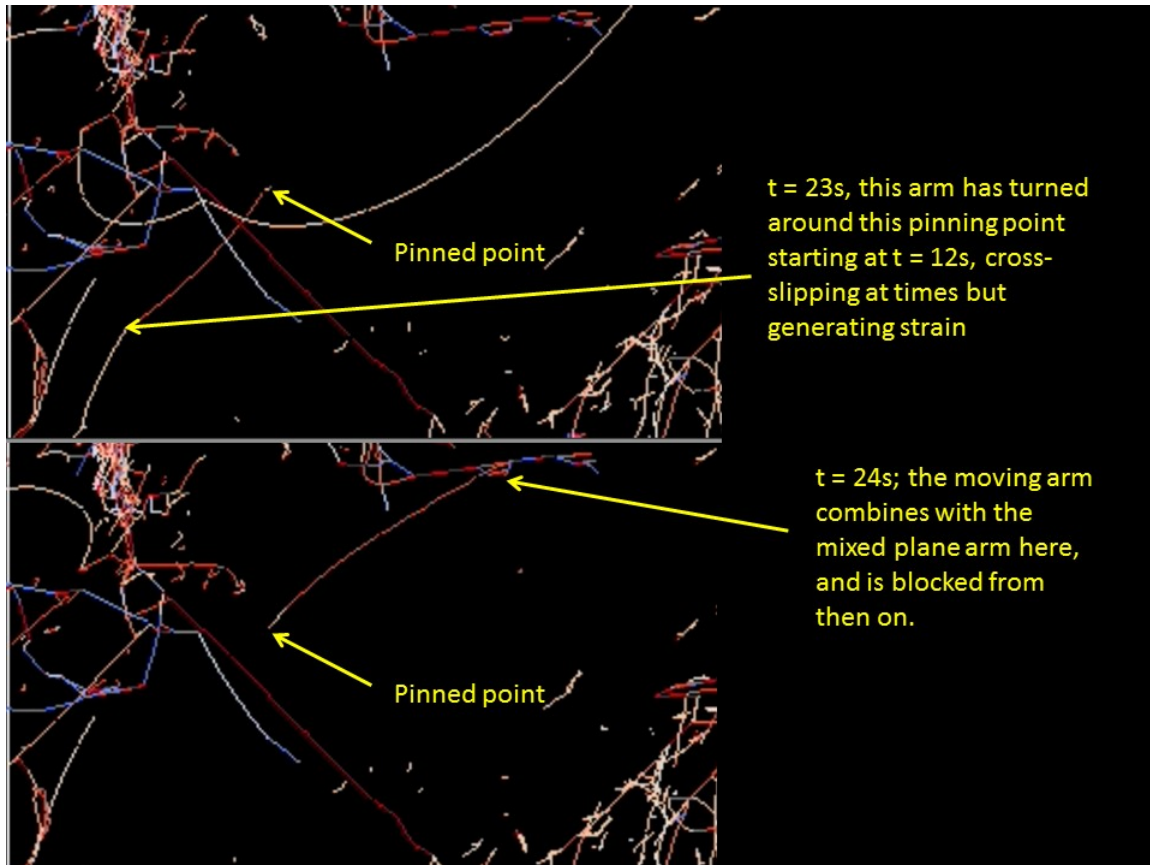 Pinned point
t = 23s, this arm has turned
around this pinning point
starting at t = 12s, cross-
slipping at times but
generating strain
Pinned point
t = 24s; the moving arm
combines with the
mixed plane arm here,
and is blocked from
then on.